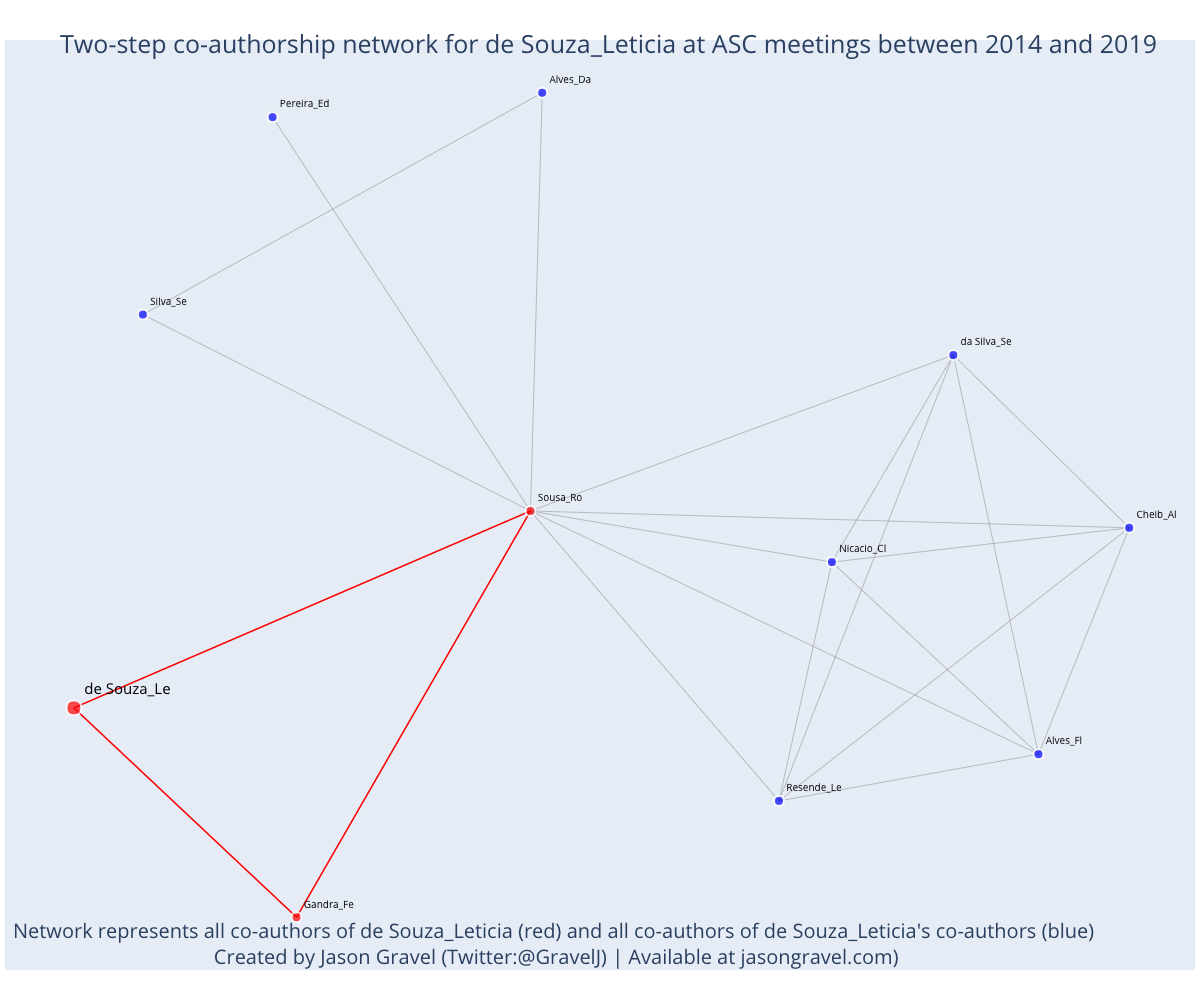 Two-step co-authorship network for de Souza_Leticia at ASC meetings between 2014 and 2019
Alves_Da
Pereira_Ed
Silva_Se
da Silva_Se
Sousa_Ro
Cheib_Al
Nicacio_Cl
de Souza_Le
Alves_Fl
Resende_Le
Gandra_Fe
Network represents all co-authors of de Souza_Leticia (red) and all co-authors of de Souza_Leticia's co-authors (blue)
Created by Jason Gravel (Twitter:@GravelJ) | Available at jasongravel.com)